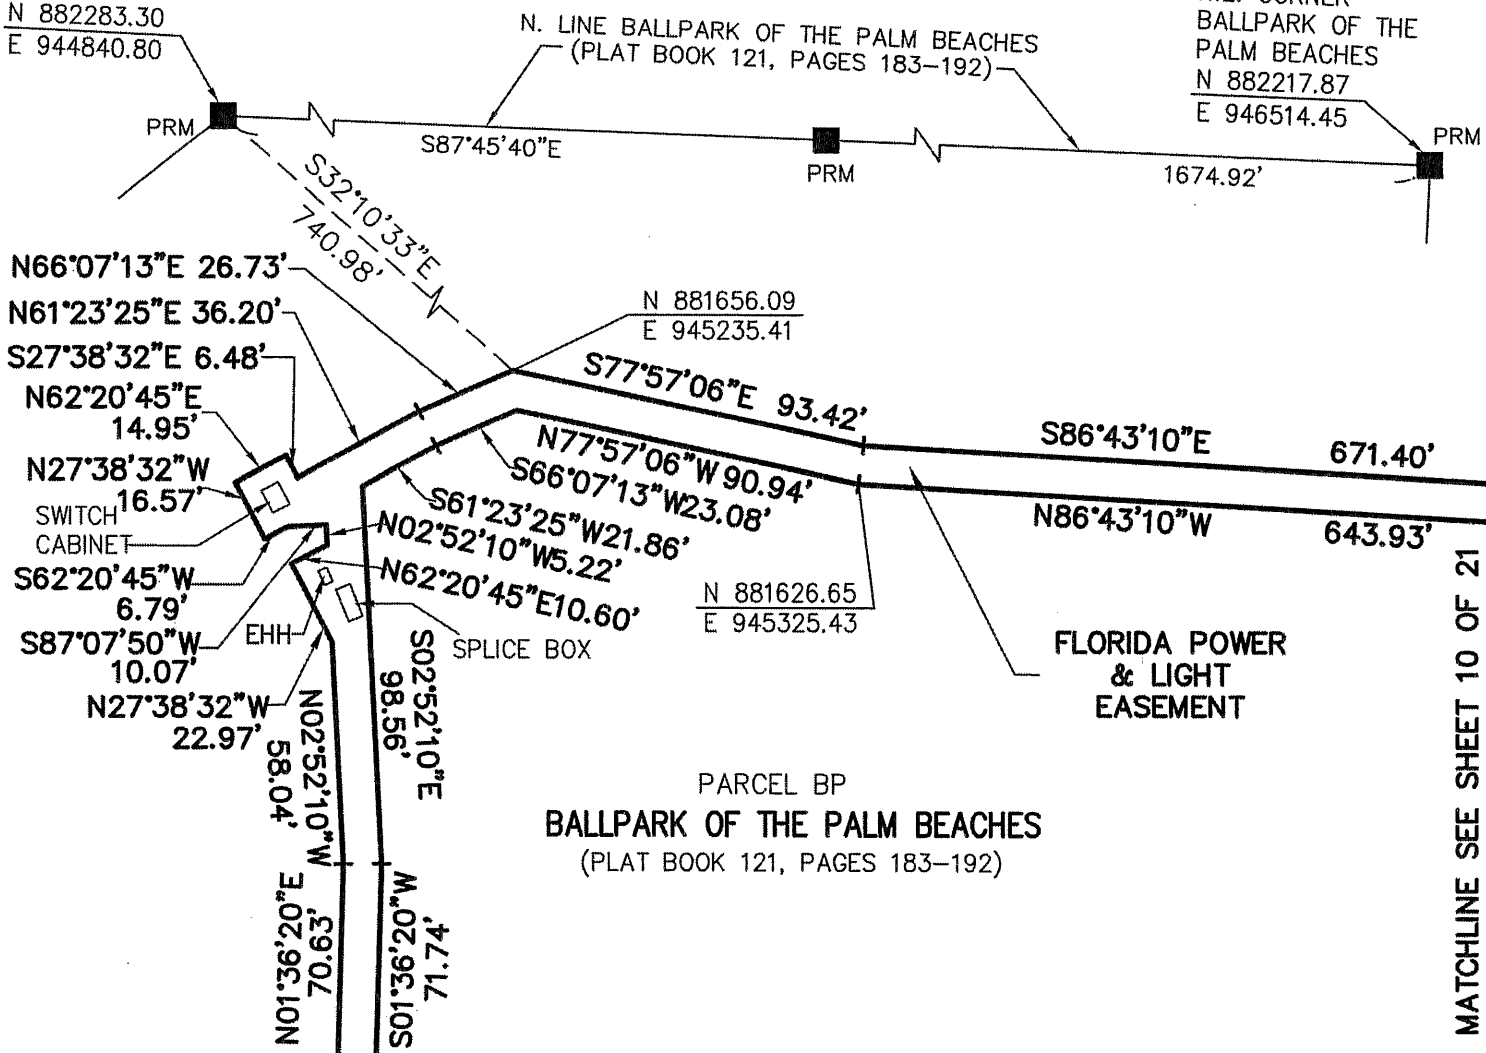 N 882283.30
E 944840.80
N. LINE BALLPARK OF THE PALM BEACHES
(PLAT BOOK 121, PAGES 183–192)
CORNER
BALLPARK OF THE
PALM BEACHES
N 882217.87
E 946514.45
PRM
PRM
PRM
S87°45'40"E
1674.92'
S32°10'33"E
740.98'
N66°07'13"E 26.73'
N61°23'25"E 36.20'
S27°38'32"E 6.48'
N62°20'45"E
14.95'
N27°38'32"W
16.57'
SWITCH
CABINET
S62°20'45"W
6.79'
S87°07'50"W
10.07'
N27°38'32"W
22.97'
EHH
N 881656.09
E 945235.41
S77°57'06"E 93.42'
N77°57'06"W 90.94'
S66°07'13"W 23.08'
S61°23'25"W 21.86'
N02°52'10"W 5.22'
N62°20'45"E 10.60'
SPLICE BOX
S86°43'10"E 671.40'
N86°43'10"W 643.93'
N 881626.65
E 945325.43
FLORIDA POWER
& LIGHT
EASEMENT
S02°52'10"E
98.56'
N02°52'10"W
58.04'
N01°36'20"E
70.63'
S01°36'20"W
71.74'
PARCEL BP
BALLPARK OF THE PALM BEACHES
(PLAT BOOK 121, PAGES 183–192)
MATCHLINE SEE SHEET 10 OF 21